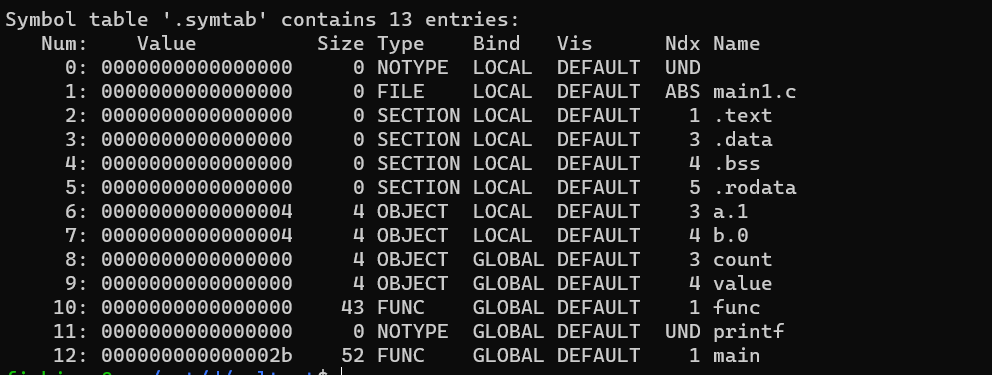 Symbol table '.symtab' contains 13 entries:
   Num:    Value          Size Type    Bind   Vis      Ndx Name
     0: 0000000000000000     0 NOTYPE  LOCAL  DEFAULT  UND
     1: 0000000000000000     0 FILE    LOCAL  DEFAULT  ABS main1.c
     2: 0000000000000000     0 SECTION LOCAL  DEFAULT    1 .text
     3: 0000000000000000     0 SECTION LOCAL  DEFAULT    3 .data
     4: 0000000000000000     0 SECTION LOCAL  DEFAULT    4 .bss
     5: 0000000000000000     0 SECTION LOCAL  DEFAULT    5 .rodata
     6: 0000000000000004     4 OBJECT  LOCAL  DEFAULT    3 a.1
     7: 0000000000000004     4 OBJECT  LOCAL  DEFAULT    4 b.0
     8: 0000000000000000     4 OBJECT  GLOBAL DEFAULT    3 count
     9: 0000000000000000     4 OBJECT  GLOBAL DEFAULT    4 value
    10: 0000000000000000    43 FUNC    GLOBAL DEFAULT    1 func
    11: 0000000000000000     0 NOTYPE  GLOBAL DEFAULT  UND printf
    12: 000000000000002b    52 FUNC    GLOBAL DEFAULT    1 main